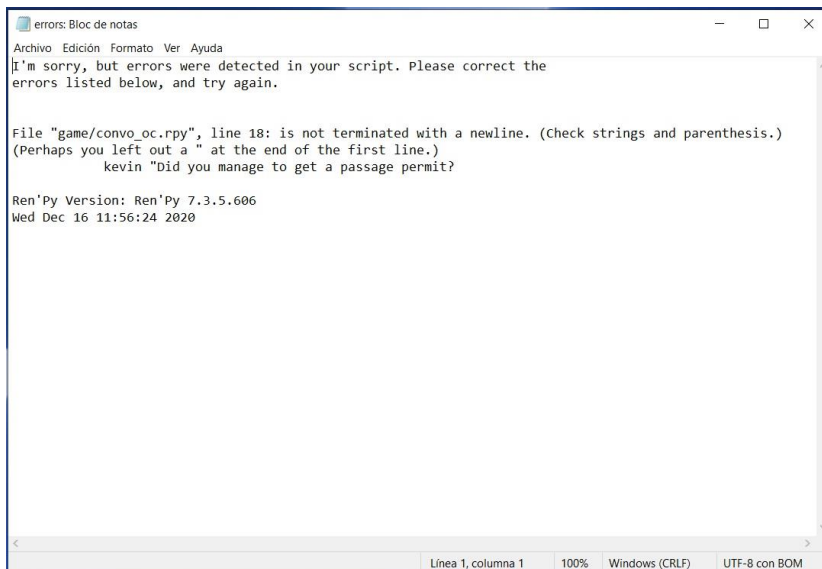 errors: Bloc de notas
Archivo Edición Formato Ver Ayuda
I'm sorry, but errors were detected in your script. Please correct the
errors listed below, and try again.
File "game/convo_oc.rpy", line 18: is not terminated with a newline. (Check strings and parenthesis.)
(Perhaps you left out a " at the end of the first line.)
kevin "Did you manage to get a passage permit?
Ren'Py Version: Ren'Py 7.3.5.606
Wed Dec 16 11:56:24 2020
Línea 1, columna 1 100% Windows (CRLF) UTF-8 con BOM